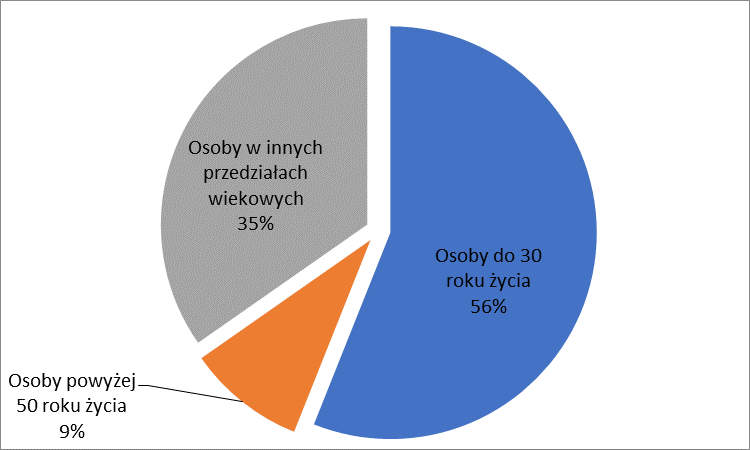 Osoby w innych
przedziałach
wiekowych
35%
Osoby do 30
roku życia
56%
Osoby powyżej
50 roku życia
9%